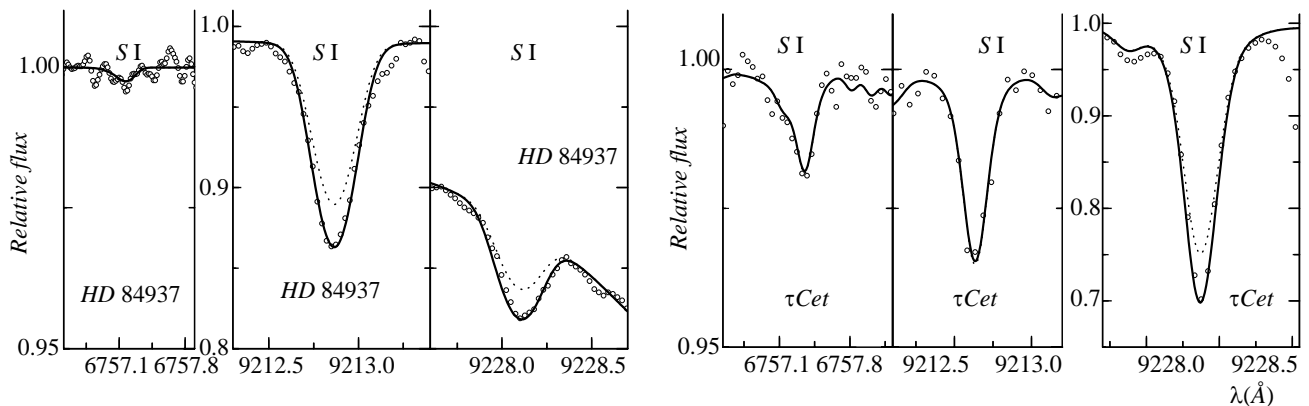 Relative flux
1.00
0.95
S I
HD 84937
6757.1 6757.8
1.0
0.9
0.8
S I
HD 84937
9212.5 9213.0
S I
HD 84937
9228.0 9228.5
Relative flux
1.00
0.95
S I
τCet
6757.1 6757.8
S I
τCet
9212.5 9213.0
1.0
0.9
0.8
0.7
S I
τCet
9228.0 9228.5
λ(Å)